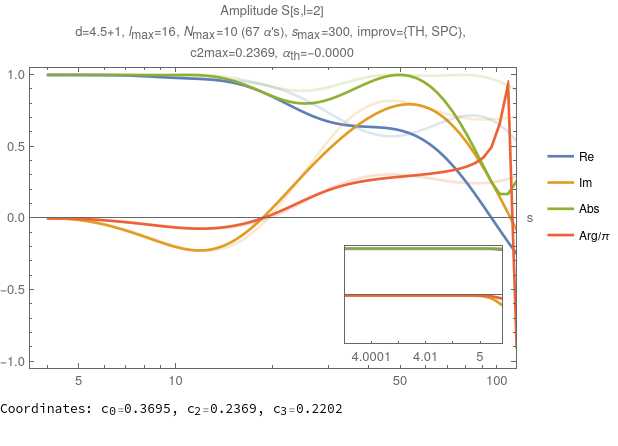 Amplitude S[s,l=2]
d=4.5+1, lmax=16, Nmax=10 (67 α's), smax=300, improv={TH, SPC},
c2max=0.2369, αth=-0.0000
1.0
0.5
0.0
-0.5
-1.0
s
Re
Im
Abs
Arg/π
4.0001 4.01 5
5 10 50 100
Coordinates: c0=0.3695, c2=0.2369, c3=0.2202